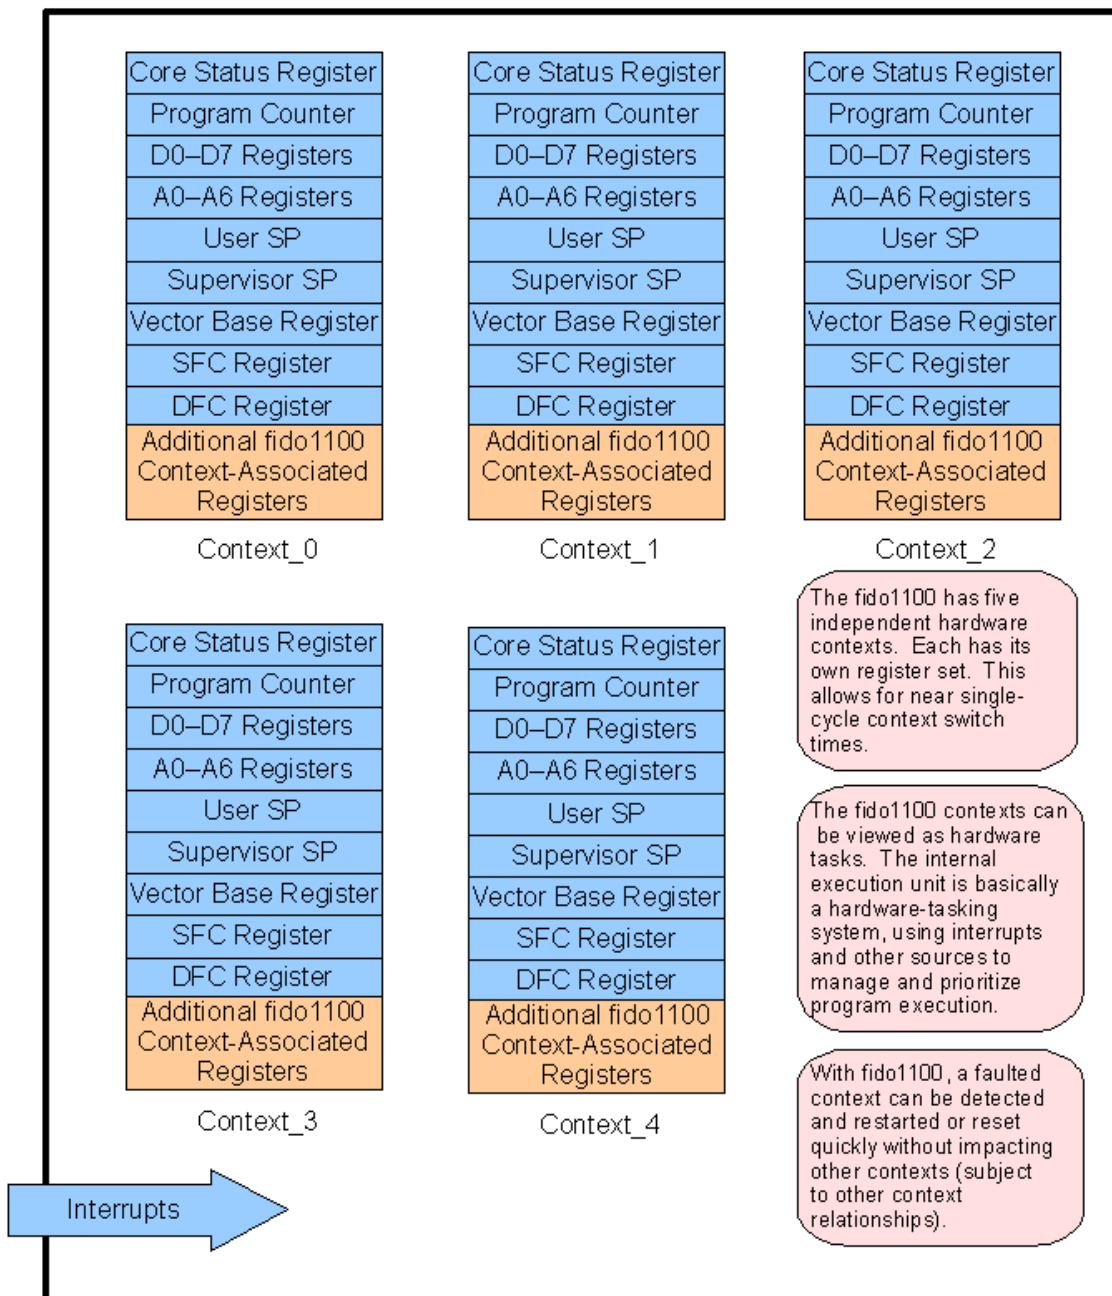 Core Status Register
Program Counter
D0–D7 Registers
A0–A6 Registers
User SP
Supervisor SP
Vector Base Register
SFC Register
DFC Register
Additional fido1100
Context-Associated
Registers
Context_0
Core Status Register
Program Counter
D0–D7 Registers
A0–A6 Registers
User SP
Supervisor SP
Vector Base Register
SFC Register
DFC Register
Additional fido1100
Context-Associated
Registers
Context_1
Core Status Register
Program Counter
D0–D7 Registers
A0–A6 Registers
User SP
Supervisor SP
Vector Base Register
SFC Register
DFC Register
Additional fido1100
Context-Associated
Registers
Context_2
Core Status Register
Program Counter
D0–D7 Registers
A0–A6 Registers
User SP
Supervisor SP
Vector Base Register
SFC Register
DFC Register
Additional fido1100
Context-Associated
Registers
Context_3
Core Status Register
Program Counter
D0–D7 Registers
A0–A6 Registers
User SP
Supervisor SP
Vector Base Register
SFC Register
DFC Register
Additional fido1100
Context-Associated
Registers
Context_4
The fido1100 has five
independent hardware
contexts. Each has its
own register set. This
allows for near single-
cycle context switch
times.
The fido1100 contexts can
be viewed as hardware
tasks. The internal
execution unit is basically
a hardware-tasking
system, using interrupts
and other sources to
manage and prioritize
program execution.
With fido1100, a faulted
context can be detected
and restarted or reset
quickly without impacting
other contexts (subject
to other context
relationships).
Interrupts